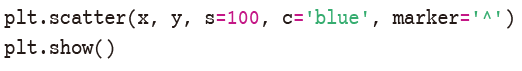 plt.scatter(x, y, s=100, c='blue', marker='^')
plt.show()